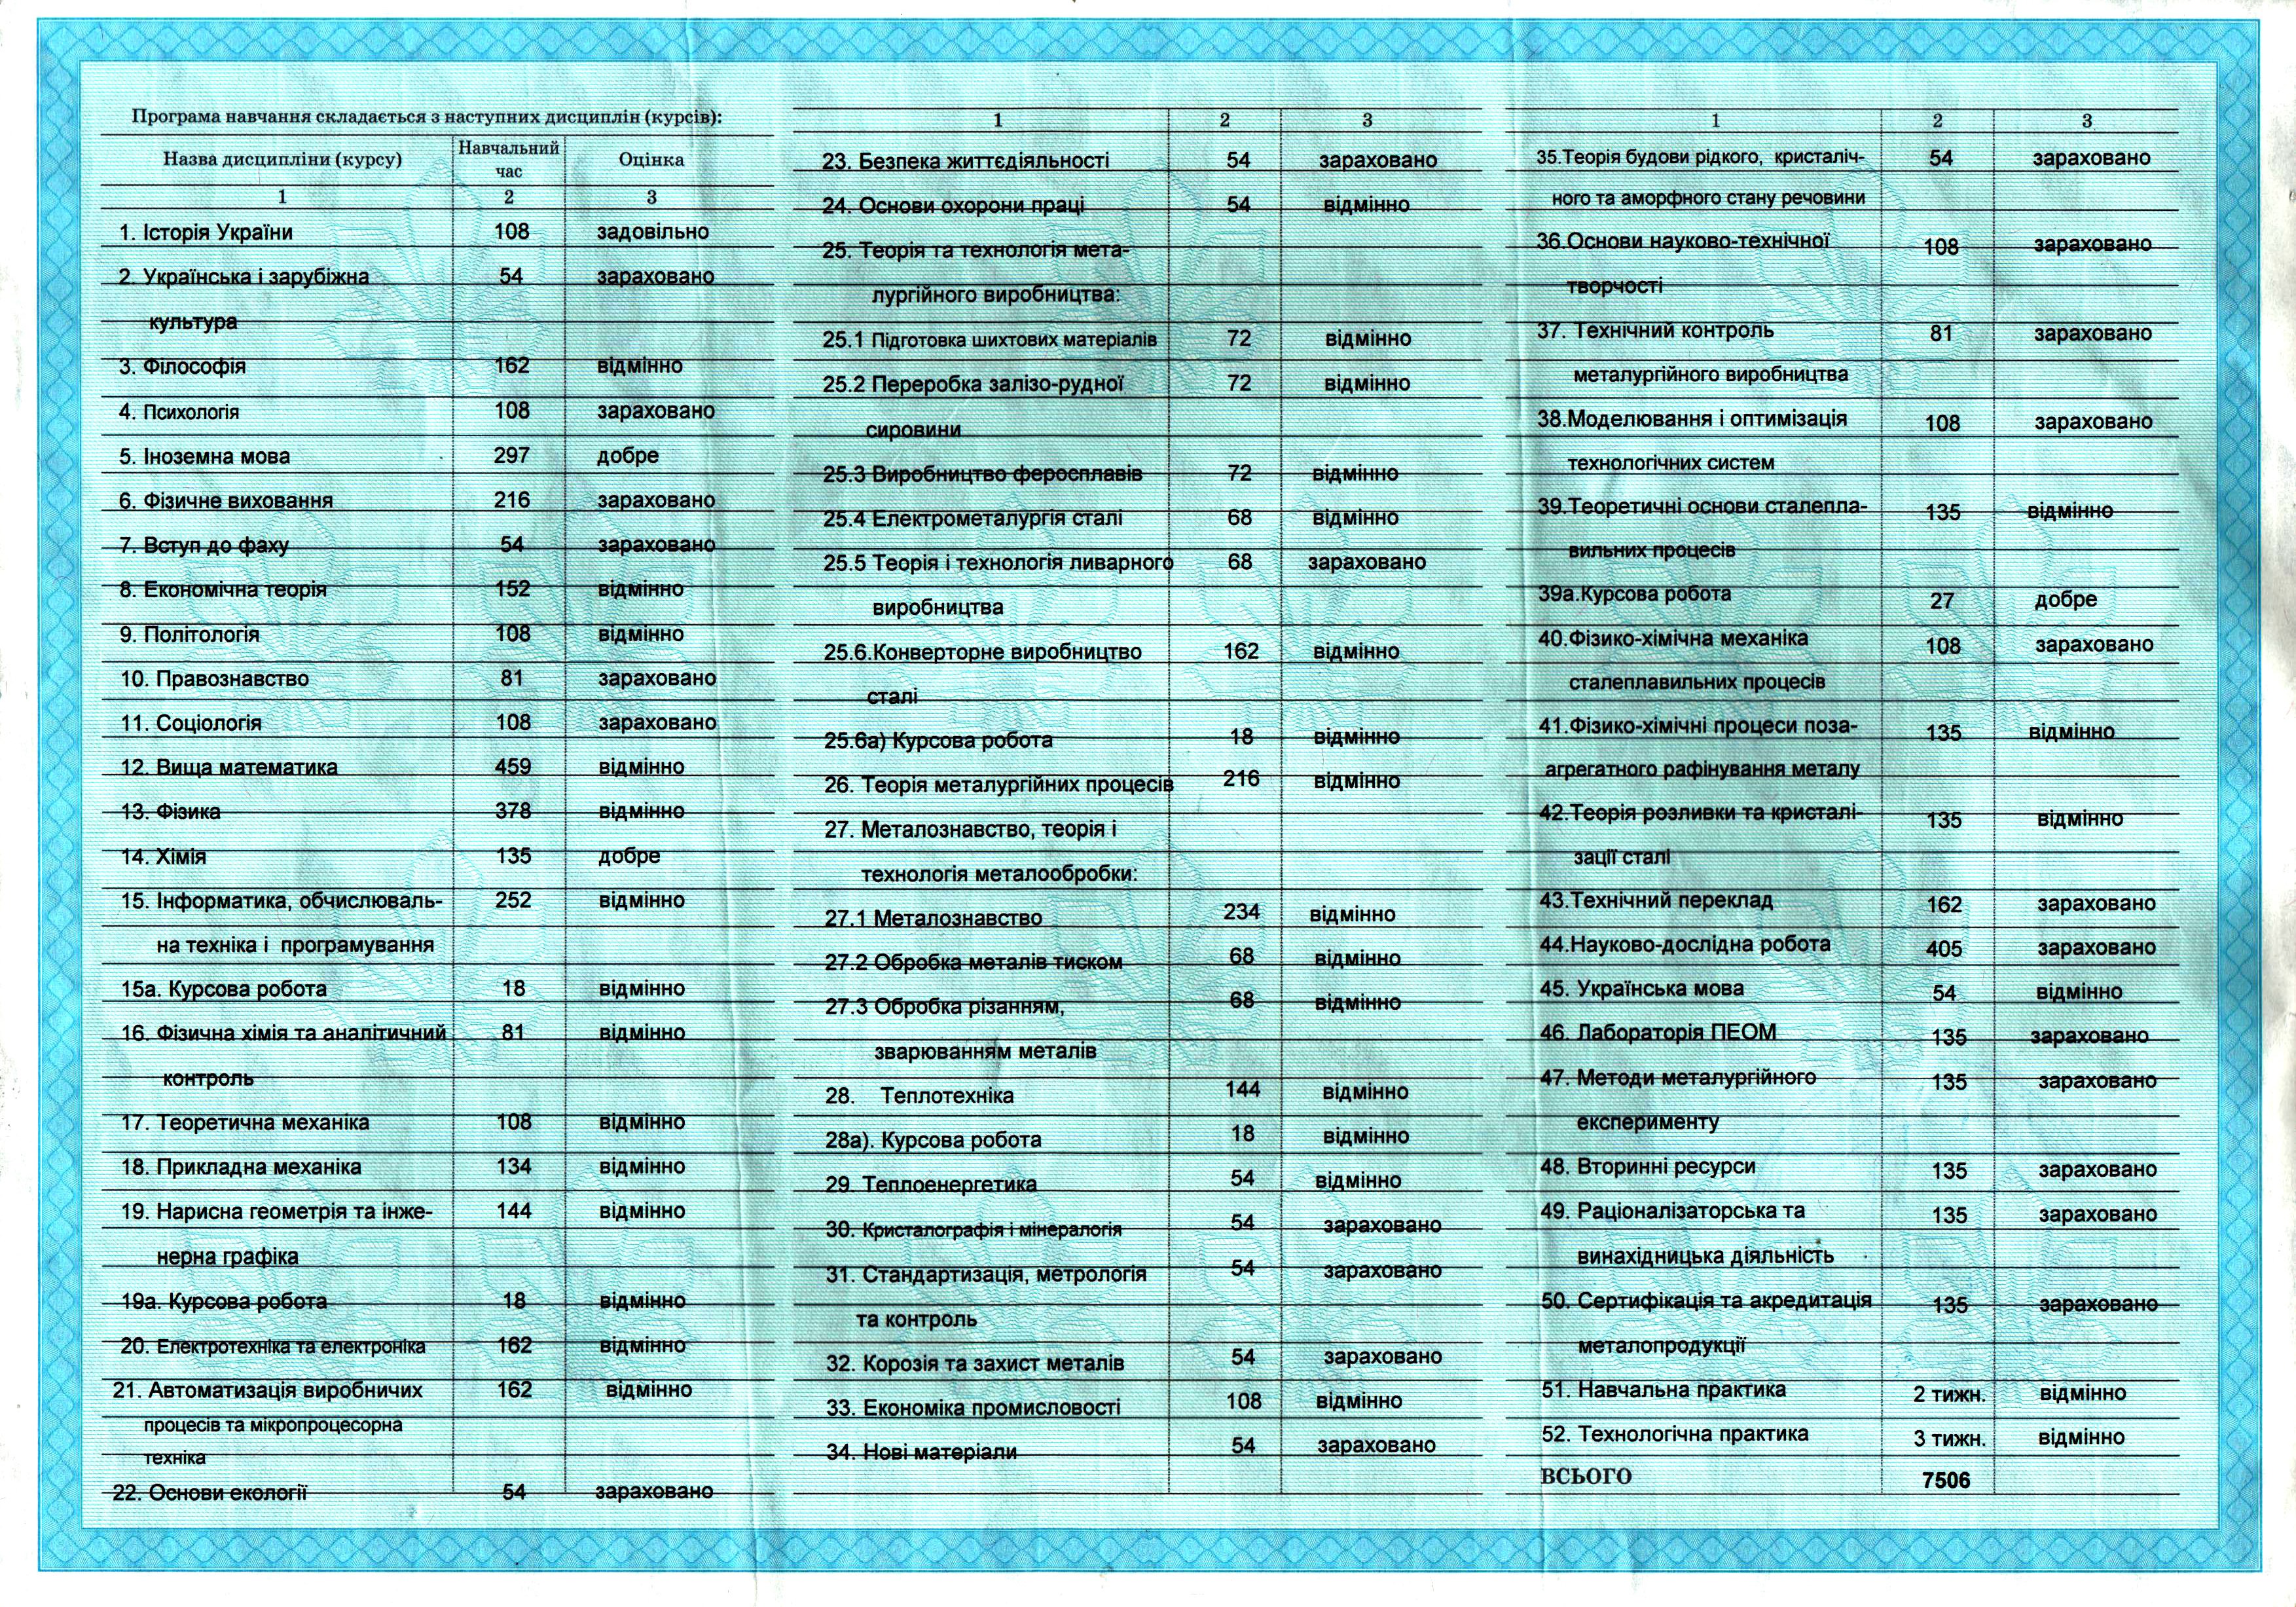 Програма навчання складається з наступних дисциплін (курсів):
Назва дисципліни (курсу) Навчальний час Оцінка
1 2 3
1. Історія України 108 задовільно
2. Українська і зарубіжна 54 зараховано
культура
3. Філософія 162 відмінно
4. Психологія 108 зараховано
5. Іноземна мова 297 добре
6. Фізичне виховання 216 зараховано
7. Вступ до фаху 54 зараховано
8. Економічна теорія 152 відмінно
9. Політологія 108 відмінно
10. Правознавство 81 зараховано
11. Соціологія 108 зараховано
12. Вища математика 459 відмінно
13. Фізика 378 відмінно
14. Хімія 135 добре
15. Інформатика, обчислюваль- 252 відмінно
на техніка і програмування
15а. Курсова робота 18 відмінно
16. Фізична хімія та аналітичний 81 відмінно
контроль
17. Теоретична механіка 108 відмінно
18. Прикладна механіка 134 відмінно
19. Нарисна геометрія та інже- 144 відмінно
нерна графіка
19а. Курсова робота 18 відмінно
20. Електротехніка та електроніка 162 відмінно
21. Автоматизація виробничих 162 відмінно
процесів та мікропроцесорна
техніка
22. Основи екології 54 зараховано
1 2 3
23. Безпека життєдіяльності 54 зараховано
24. Основи охорони праці 54 відмінно
25. Теорія та технологія мета-
лургійного виробництва:
25.1 Підготовка шихтових матеріалів 72 відмінно
25.2 Переробка залізо-рудної 72 відмінно
сировини
25.3 Виробництво феросплавів 72 відмінно
25.4 Електрометалургія сталі 68 відмінно
25.5 Теорія і технологія ливарного 68 зараховано
виробництва
25.6.Конверторне виробництво 162 відмінно
сталі
25.6а) Курсова робота 18 відмінно
26. Теорія металургійних процесів 216 відмінно
27. Металознавство, теорія і
технологія металообробки:
27.1 Металознавство 234 відмінно
27.2 Обробка металів тиском 68 відмінно
27.3 Обробка різанням, 68 відмінно
зварюванням металів
28. Теплотехніка 144 відмінно
28а). Курсова робота 18 відмінно
29. Теплоенергетика 54 відмінно
30. Кристалографія і мінералогія 54 зараховано
31. Стандартизація, метрологія 54 зараховано
та контроль
32. Корозія та захист металів 54 зараховано
33. Економіка промисловості 108 відмінно
34. Нові матеріали 54 зараховано
1 2 3
35.Теорія будови рідкого, кристаліч- 54 зараховано
ного та аморфного стану речовини
36.Основи науково-технічної 108 зараховано
творчості
37. Технічний контроль 81 зараховано
металургійного виробництва
38.Моделювання і оптимізація 108 зараховано
технологічних систем
39.Теоретичні основи сталепла- 135 відмінно
вильних процесів
39а.Курсова робота 27 добре
40.Фізико-хімічна механіка 108 зараховано
сталеплавильних процесів
41.Фізико-хімічні процеси поза- 135 відмінно
агрегатного рафінування металу
42.Теорія розливки та кристалі- 135 відмінно
зації сталі
43.Технічний переклад 162 зараховано
44.Науково-дослідна робота 405 зараховано
45. Українська мова 54 відмінно
46. Лабораторія ПЕОМ 135 зараховано
47. Методи металургійного 135 зараховано
експерименту
48. Вторинні ресурси 135 зараховано
49. Раціоналізаторська та 135 зараховано
винахідницька діяльність
50. Сертифікація та акредитація 135 зараховано
металопродукції
51. Навчальна практика 2 тижн. відмінно
52. Технологічна практика 3 тижн. відмінно
ВСЬОГО 7506